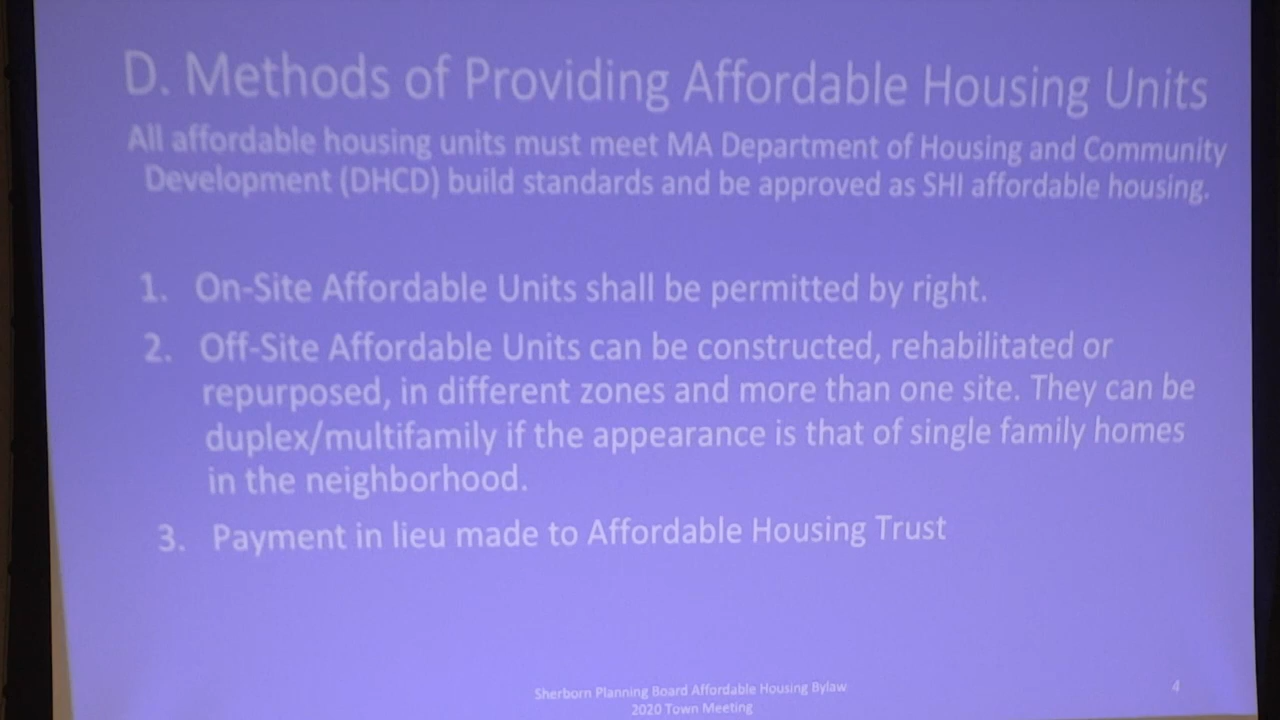 D. Methods of Providing Affordable Housing Units
All affordable housing units must meet MA Department of Housing and Community
Development (DHCD) build standards and be approved as SHI affordable housing.
1. On-Site Affordable Units shall be permitted by right.
2. Off-Site Affordable Units can be constructed, rehabilitated or
repurposed, in different zones and more than one site. They can be
duplex/multifamily if the appearance is that of single family homes
in the neighborhood.
3. Payment in lieu made to Affordable Housing Trust
Sherborn Planning Board Affordable Housing Bylaw
2020 Town Meeting
4